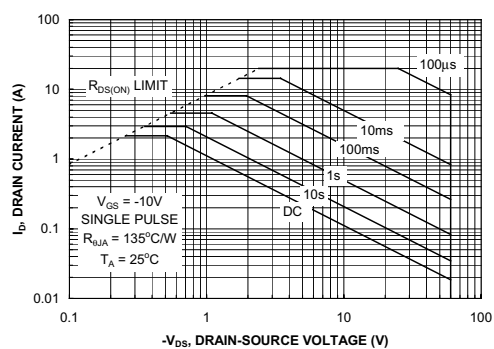 100
10
1
0.1
0.01
0.1
1
10
100
I_D, DRAIN CURRENT (A)
-V_DS, DRAIN-SOURCE VOLTAGE (V)
R_DS(ON) LIMIT
100μs
10ms
100ms
1s
10s
DC
V_GS = -10V
SINGLE PULSE
R_θJA = 135°C/W
T_A = 25°C